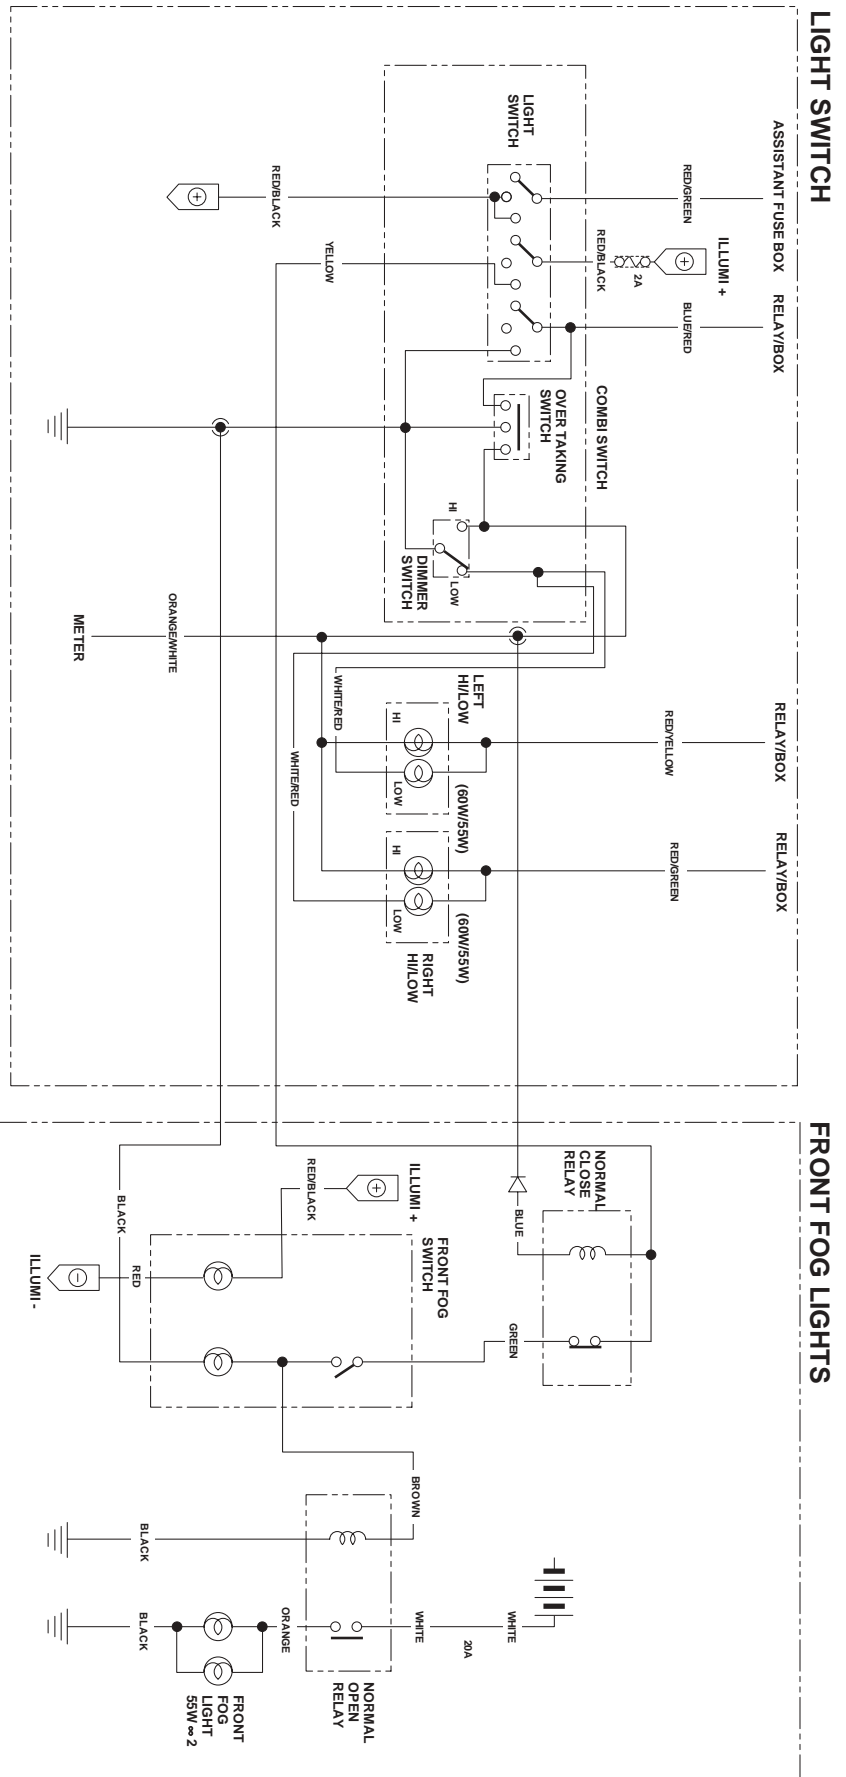 LIGHT SWITCH
ASSISTANT FUSE BOX
RELAY/BOX
RELAY/BOX
RELAY/BOX
ILLUMI +
2A
RED/GREEN
RED/BLACK
BLUE/RED
RED/YELLOW
RED/GREEN
COMBI SWITCH
LIGHT
SWITCH
OVER TAKING
SWITCH
HI
LOW
DIMMER
SWITCH
LEFT
HI/LOW
(60W/55W)
HI
LOW
RIGHT
HI/LOW
(60W/55W)
HI
LOW
RED/BLACK
YELLOW
WHITE/RED
WHITE/RED
ORANGE/WHITE
METER
FRONT FOG LIGHTS
NORMAL
CLOSE
RELAY
BLUE
GREEN
ILLUMI +
RED/BLACK
FRONT FOG
SWITCH
BLACK
RED
ILLUMI -
BROWN
WHITE
20A
WHITE
NORMAL
OPEN
RELAY
ORANGE
BLACK
BLACK
FRONT
FOG
LIGHT
55W ∞ 2